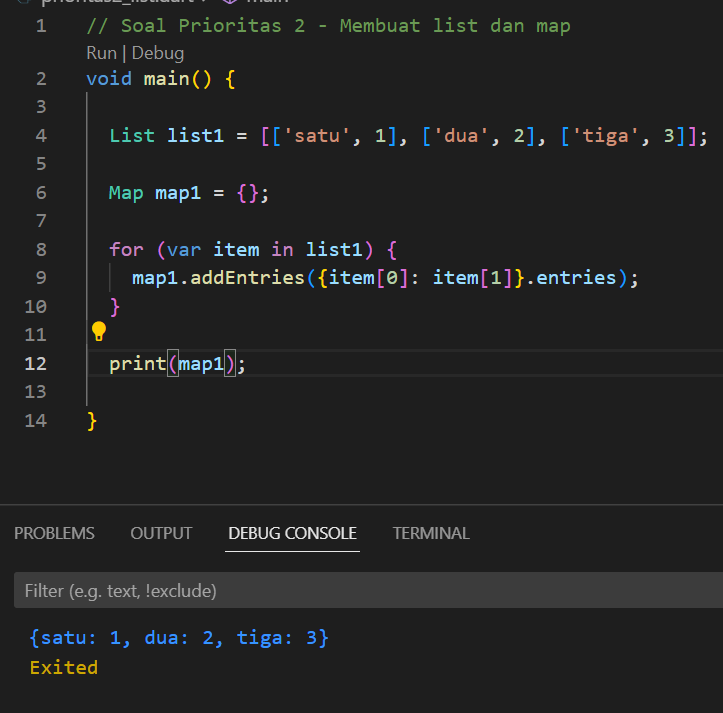 1 // Soal Prioritas 2 - Membuat list dan map
Run | Debug
2 void main() {
3
4 List list1 = [['satu', 1], ['dua', 2], ['tiga', 3]];
5
6 Map map1 = {};
7
8 for (var item in list1) {
9 map1.addEntries({item[0]: item[1]}.entries);
10 }
11
12 print(map1);
13
14 }
PROBLEMS OUTPUT DEBUG CONSOLE TERMINAL
Filter (e.g. text, !exclude)
{satu: 1, dua: 2, tiga: 3}
Exited